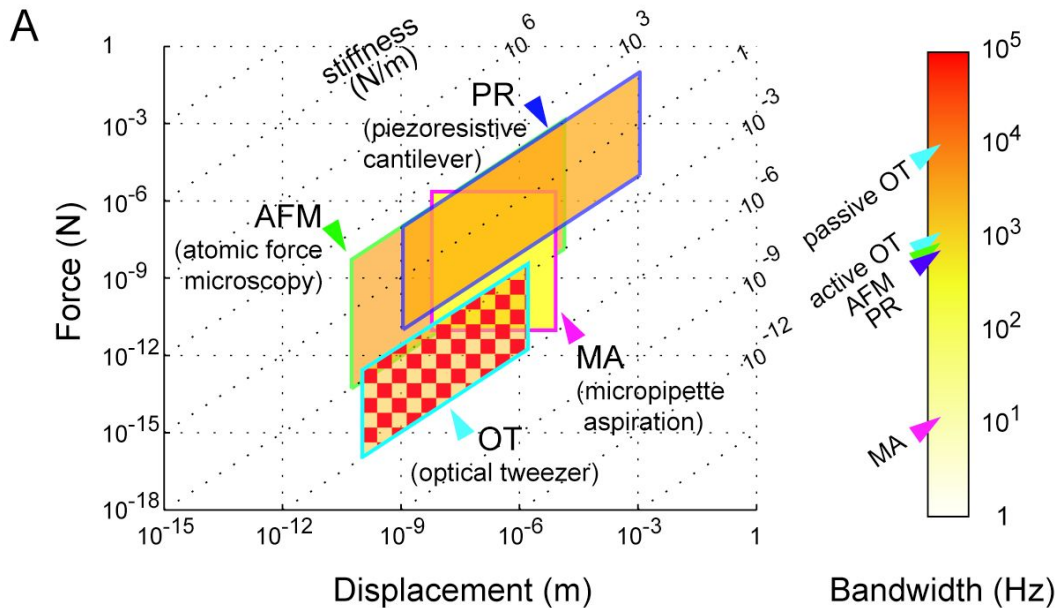 A
Force (N)
1
10^-3
10^-6
10^-9
10^-12
10^-15
10^-18
10^-15
10^-12
10^-9
10^-6
10^-3
1
Displacement (m)
stiffness
(N/m)
10^6
10^3
1
10^-3
10^-6
10^-9
10^-12
PR
(piezoresistive
cantilever)
AFM
(atomic force
microscopy)
MA
(micropipette
aspiration)
OT
(optical tweezer)
passive OT
active OT
AFM
PR
MA
10^5
10^4
10^3
10^2
10^1
1
Bandwidth (Hz)